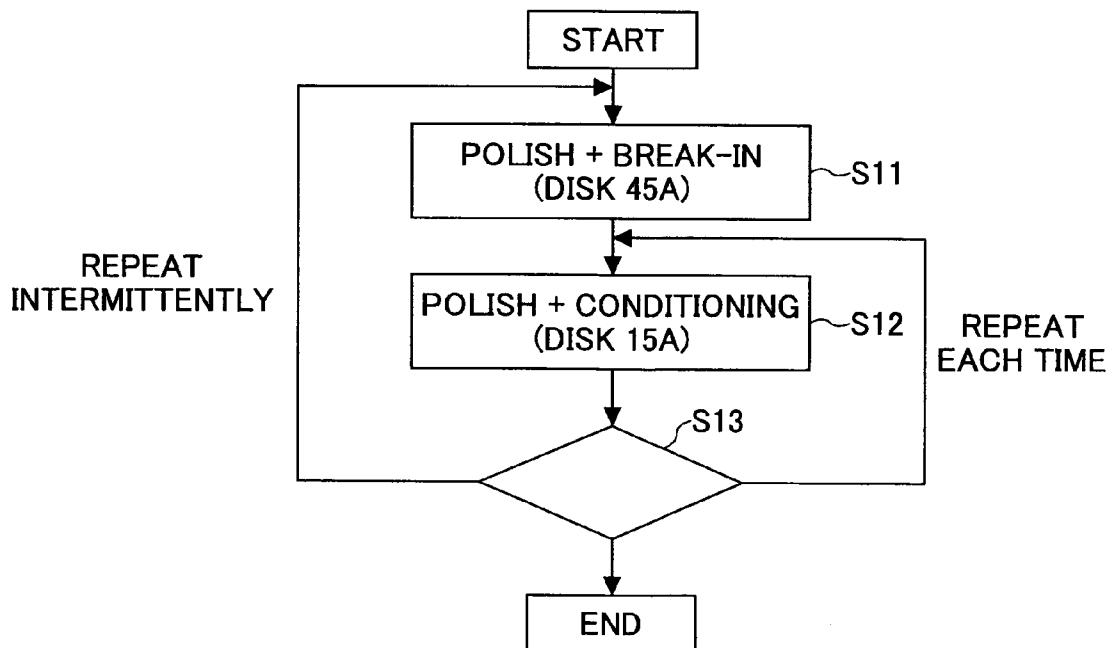 START
POLISH + BREAK-IN
(DISK 45A)
S11
REPEAT
INTERMITTENTLY
POLISH + CONDITIONING
(DISK 15A)
S12
REPEAT
EACH TIME
S13
END